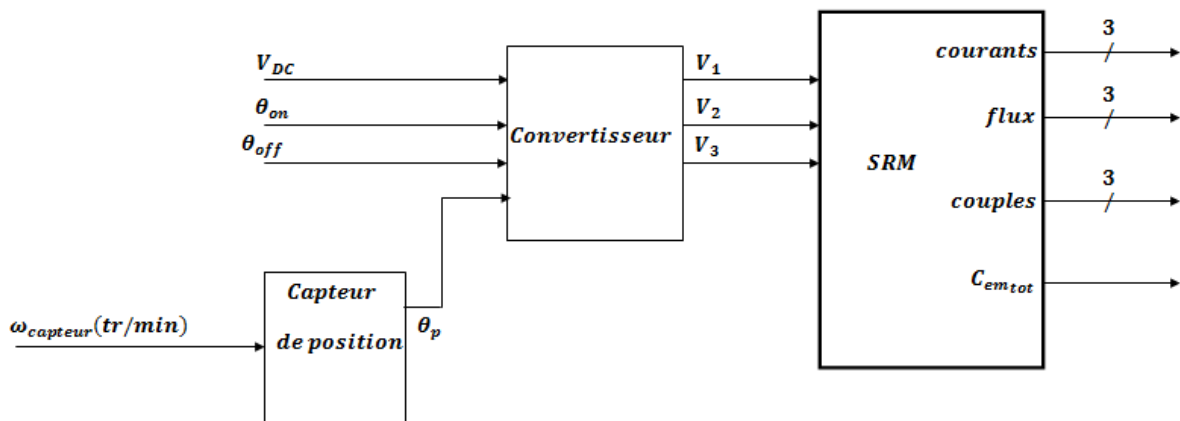 V_DC
θ_on
θ_off
Convertisseur
V_1
V_2
V_3
SRM
courants
3
flux
3
couples
3
C_em_tot
ω_capteur(tr/min)
Capteur
de position
θ_p